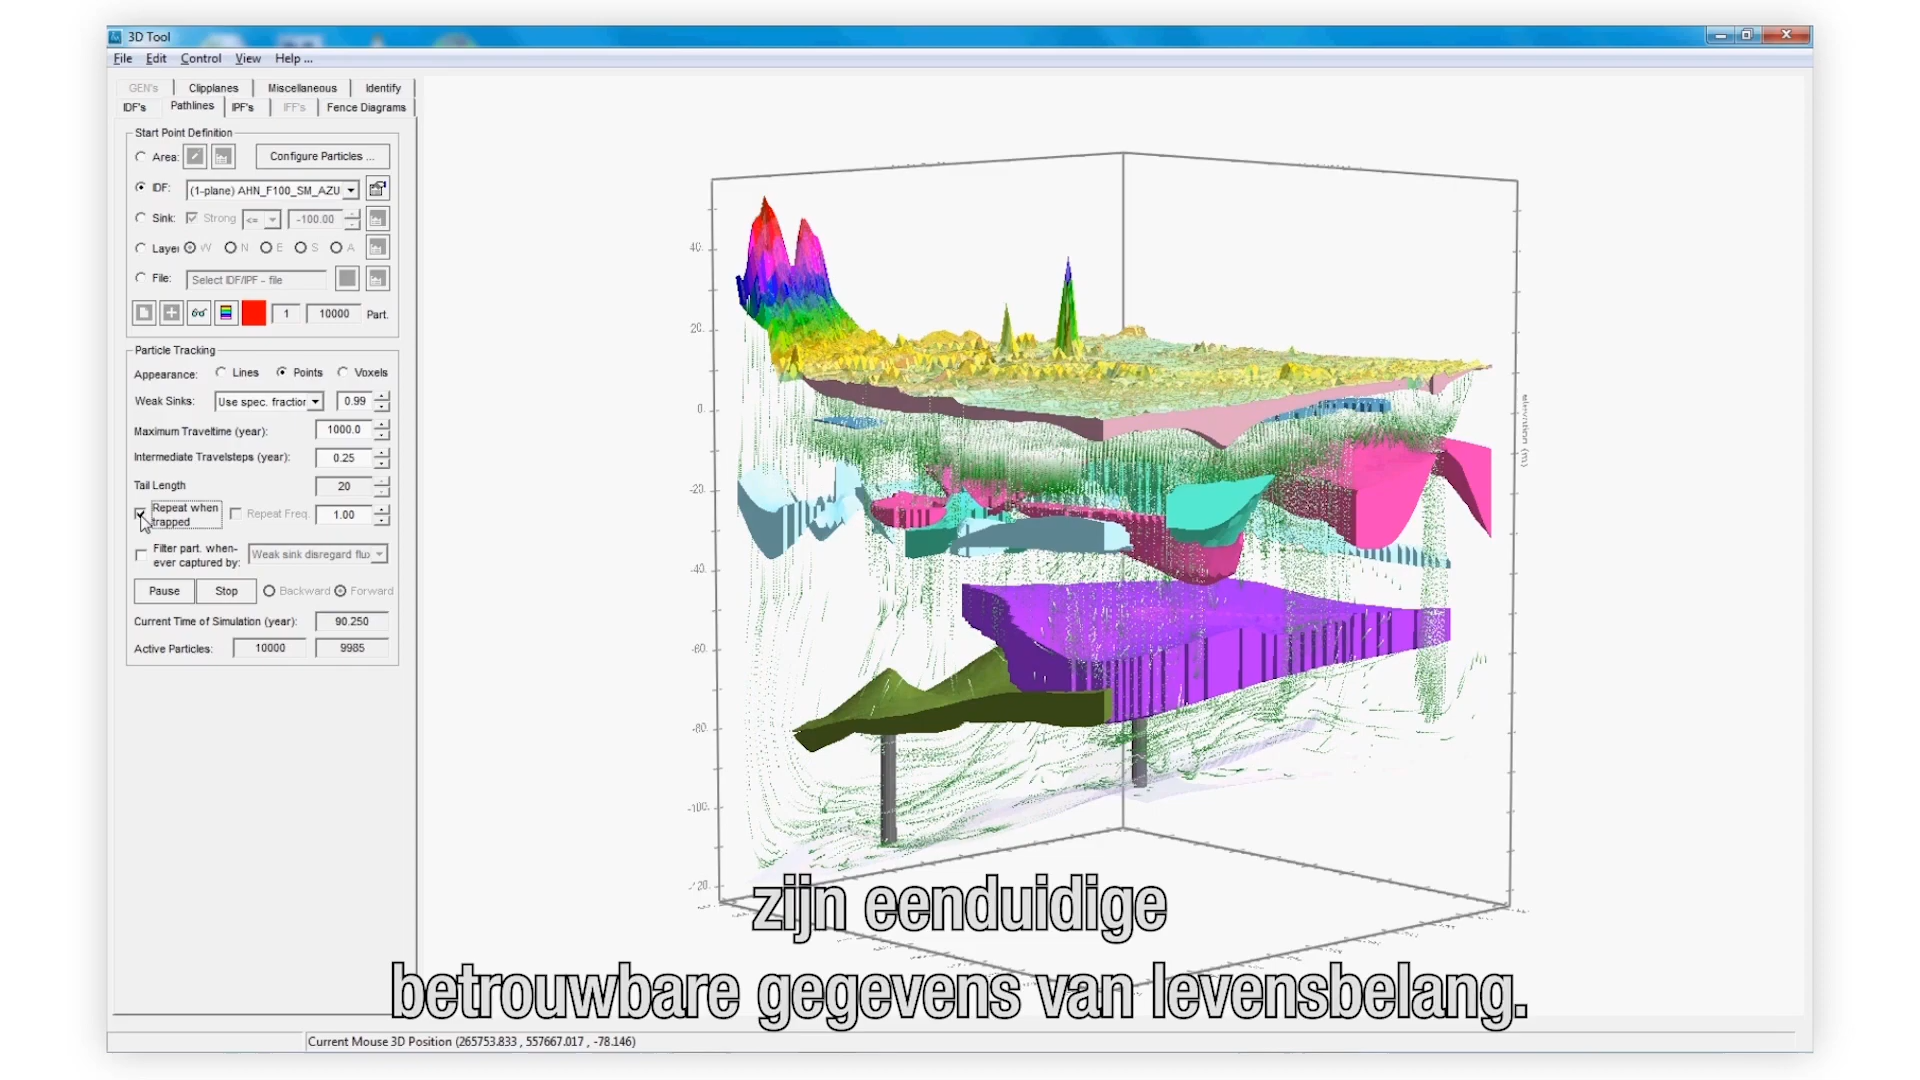 3D Tool
File Edit Control View Help ...
GEN's Clipplanes Miscellaneous Identify
IDF's Pathlines IPF's IFF's Fence Diagrams
Start Point Definition
Area: Configure Particles ...
IDF: (1-plane) AHN_F100_SM_AZU
Sink: Strong <= -100.00
Layer W N E S A
File: Select IDF/IPF - file
1 10000 Part.
Particle Tracking
Appearance: Lines Points Voxels
Weak Sinks: Use spec. fraction 0.99
Maximum Traveltime (year): 1000.0
Intermediate Travelsteps (year): 0.25
Tail Length 20
Repeat when
trapped Repeat Freq. 1.00
Filter part. when-
ever captured by: Weak sink disregard flux
Pause Stop Backward Forward
Current Time of Simulation (year): 90.250
Active Particles: 10000 9985
40.
20.
0.
-20.
-40.
-60.
-80.
-100.
-120.
elevation (m)
zijn eenduidige
betrouwbare gegevens van levensbelang.
Current Mouse 3D Position (265753.833 , 557667.017 , -78.146)